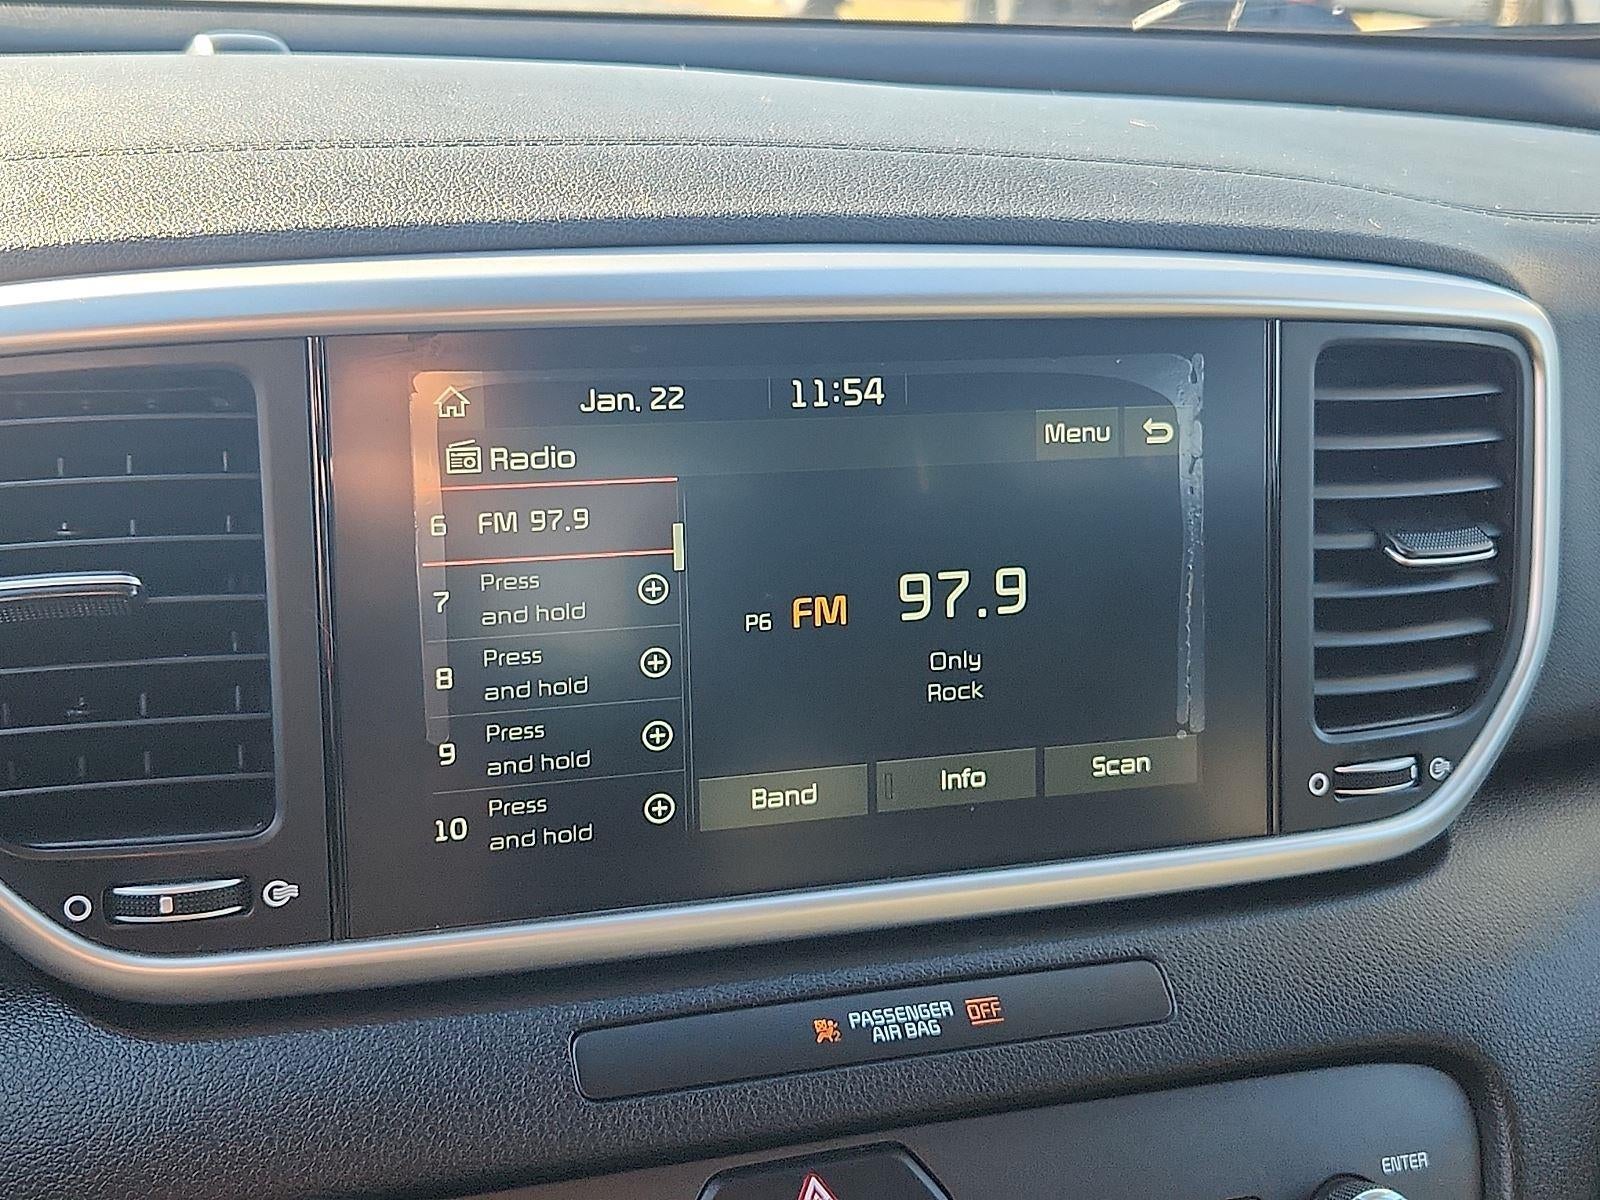 Jan. 22 11:54
Radio Menu
6 FM 97.9
7 Press
and hold
8 Press
and hold
9 Press
and hold
10 Press
and hold
P6 FM 97.9
Only
Rock
Band Info Scan
PASSENGER
AIR BAG OFF
ENTER